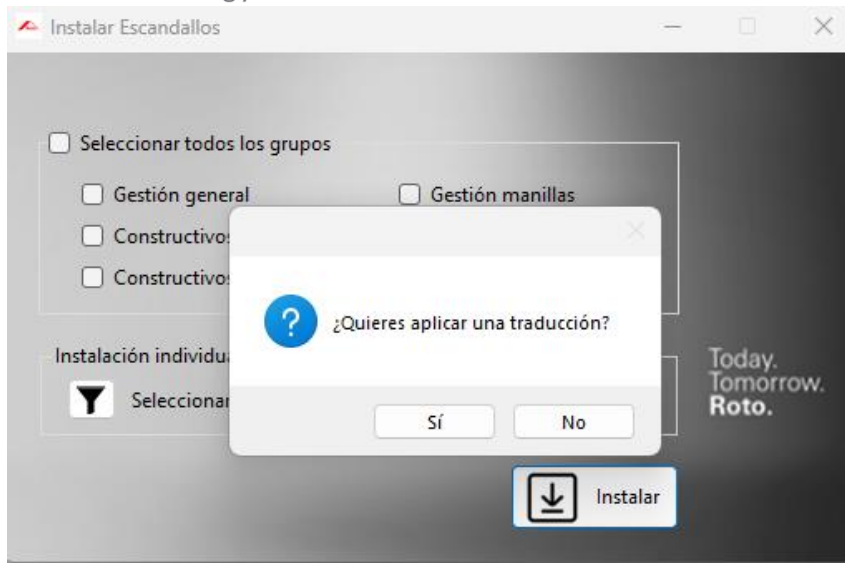 Instalar Escandallos
Seleccionar todos los grupos
Gestión general
Gestión manillas
Constructivos
Constructivos
¿Quieres aplicar una traducción?
Sí
No
Instalación
Seleccionar
Today.
Tomorrow.
Roto.
Instalar